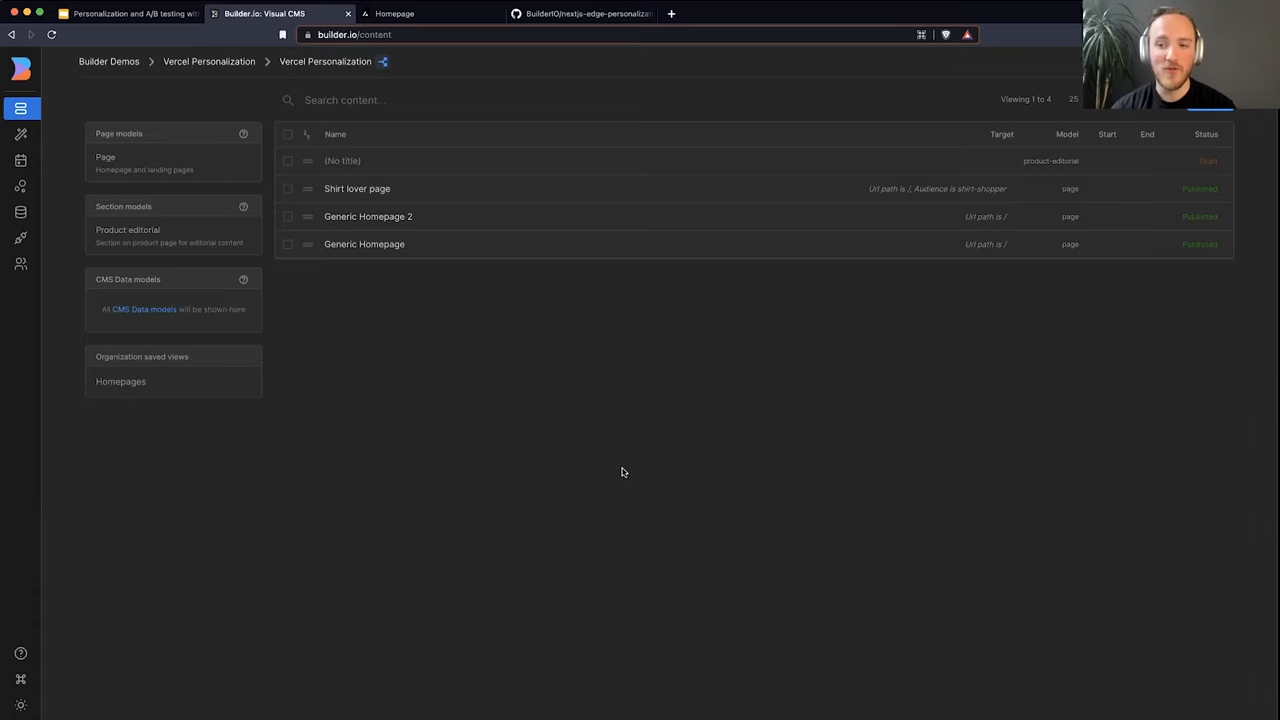 Personalization and A/B testing wit
Builder.io: Visual CMS
Homepage
BuilderIO/nextjs-edge-personalizat
builder.io/content
Builder Demos > Vercel Personalization > Vercel Personalization
Search content...
Viewing 1 to 4 25
Page models
Page
Homepage and landing pages
Section models
Product editorial
Section on product page for editorial content
CMS Data models
All CMS Data models will be shown here
Organization saved views
Homepages
Name Target Model Start End Status
(No title) product-editorial Draft
Shirt lover page Url path is /, Audience is shirt-shopper page Published
Generic Homepage 2 Url path is / page Published
Generic Homepage Url path is / page Published